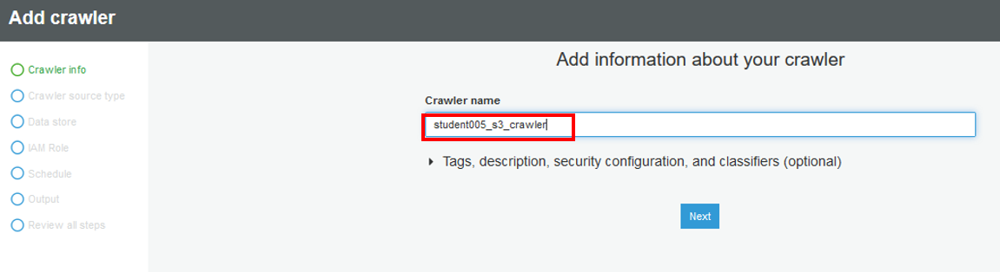 Add crawler
Crawler info
Crawler source type
Data store
IAM Role
Schedule
Output
Review all steps
Add information about your crawler
Crawler name
student005_s3_crawler
Tags, description, security configuration, and classifiers (optional)
Next